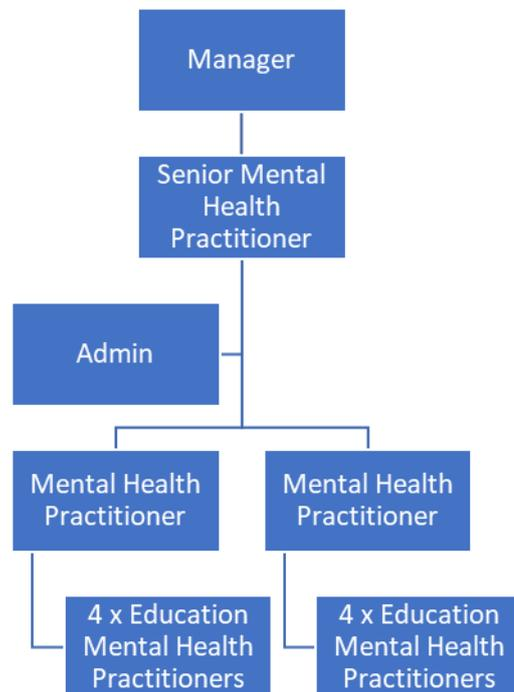 Manager
Senior Mental
Health
Practitioner
Admin
Mental Health
Practitioner
Mental Health
Practitioner
4 x Education
Mental Health
Practitioners
4 x Education
Mental Health
Practitioners